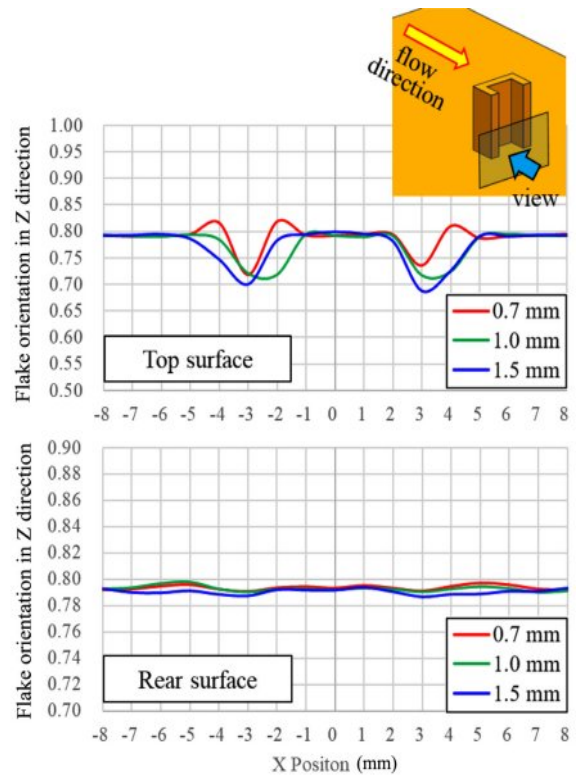 flow
direction
view
Flake orientation in Z direction
1.00
0.95
0.90
0.85
0.80
0.75
0.70
0.65
0.60
0.55
0.50
0.7 mm
1.0 mm
1.5 mm
Top surface
-8 -7 -6 -5 -4 -3 -2 -1 0 1 2 3 4 5 6 7 8
Flake orientation in Z direction
0.90
0.88
0.86
0.84
0.82
0.80
0.78
0.76
0.74
0.72
0.70
0.7 mm
1.0 mm
1.5 mm
Rear surface
-8 -7 -6 -5 -4 -3 -2 -1 0 1 2 3 4 5 6 7 8
X Positon (mm)